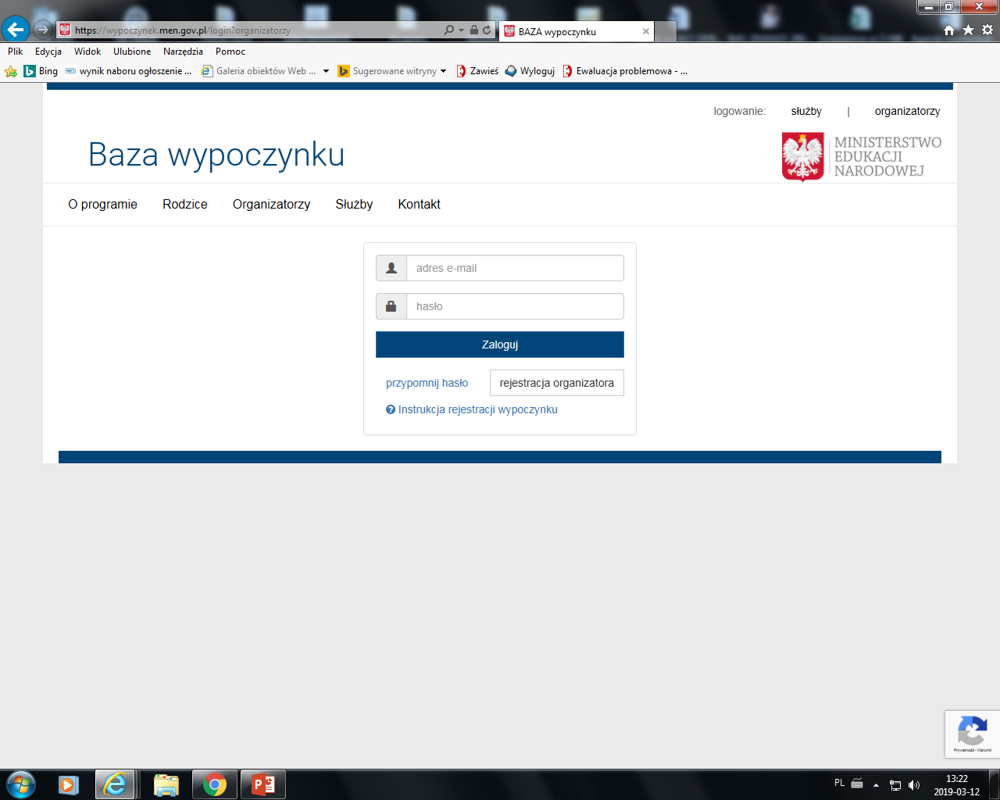 https://wypoczynek.men.gov.pl/login?organizatorzy
BAZA wypoczynku
Plik Edycja Widok Ulubione Narzędzia Pomoc
Bing wynik naboru ogłoszenie ... Galeria obiektów Web ... Sugerowane witryny Zawieś Wyloguj Ewaluacja problemowa - ...
logowanie: służby | organizatorzy
Baza wypoczynku
MINISTERSTWO
EDUKACJI
NARODOWEJ
O programie Rodzice Organizatorzy Służby Kontakt
adres e-mail
hasło
Zaloguj
przypomnij hasło rejestracja organizatora
Instrukcja rejestracji wypoczynku
Prywatność - Warunki
PL
13:22
2019-03-12